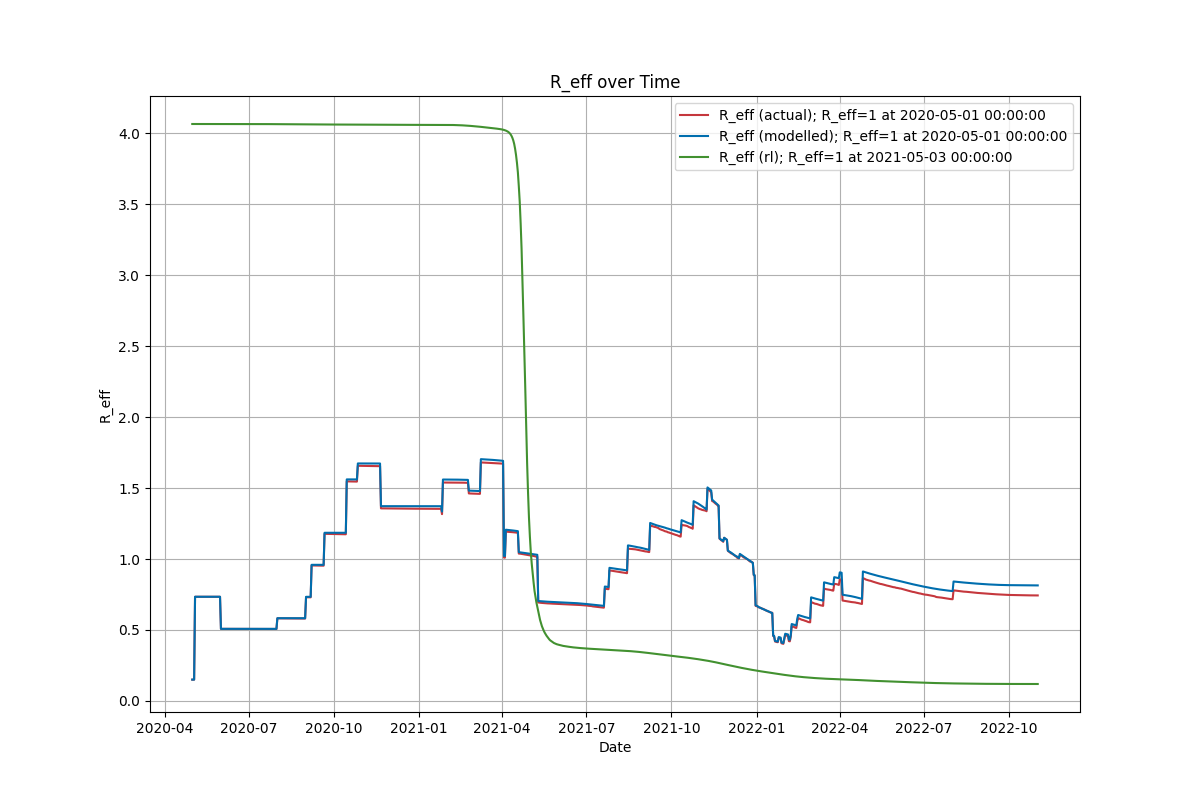 R_eff over Time
R_eff (actual); R_eff=1 at 2020-05-01 00:00:00
R_eff (modelled); R_eff=1 at 2020-05-01 00:00:00
R_eff (rl); R_eff=1 at 2021-05-03 00:00:00
R_eff
4.0
3.5
3.0
2.5
2.0
1.5
1.0
0.5
0.0
2020-04 2020-07 2020-10 2021-01 2021-04 2021-07 2021-10 2022-01 2022-04 2022-07 2022-10
Date